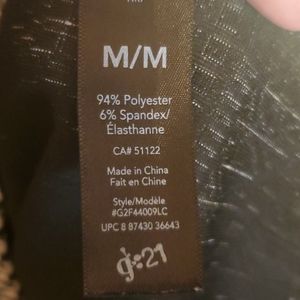 M/M
94% Polyester
6% Spandex/
Élasthanne
CA# 51122
Made in China
Fait en Chine
Style/Modèle
#G2F44009LC
UPC 8 87430 36643
g:21